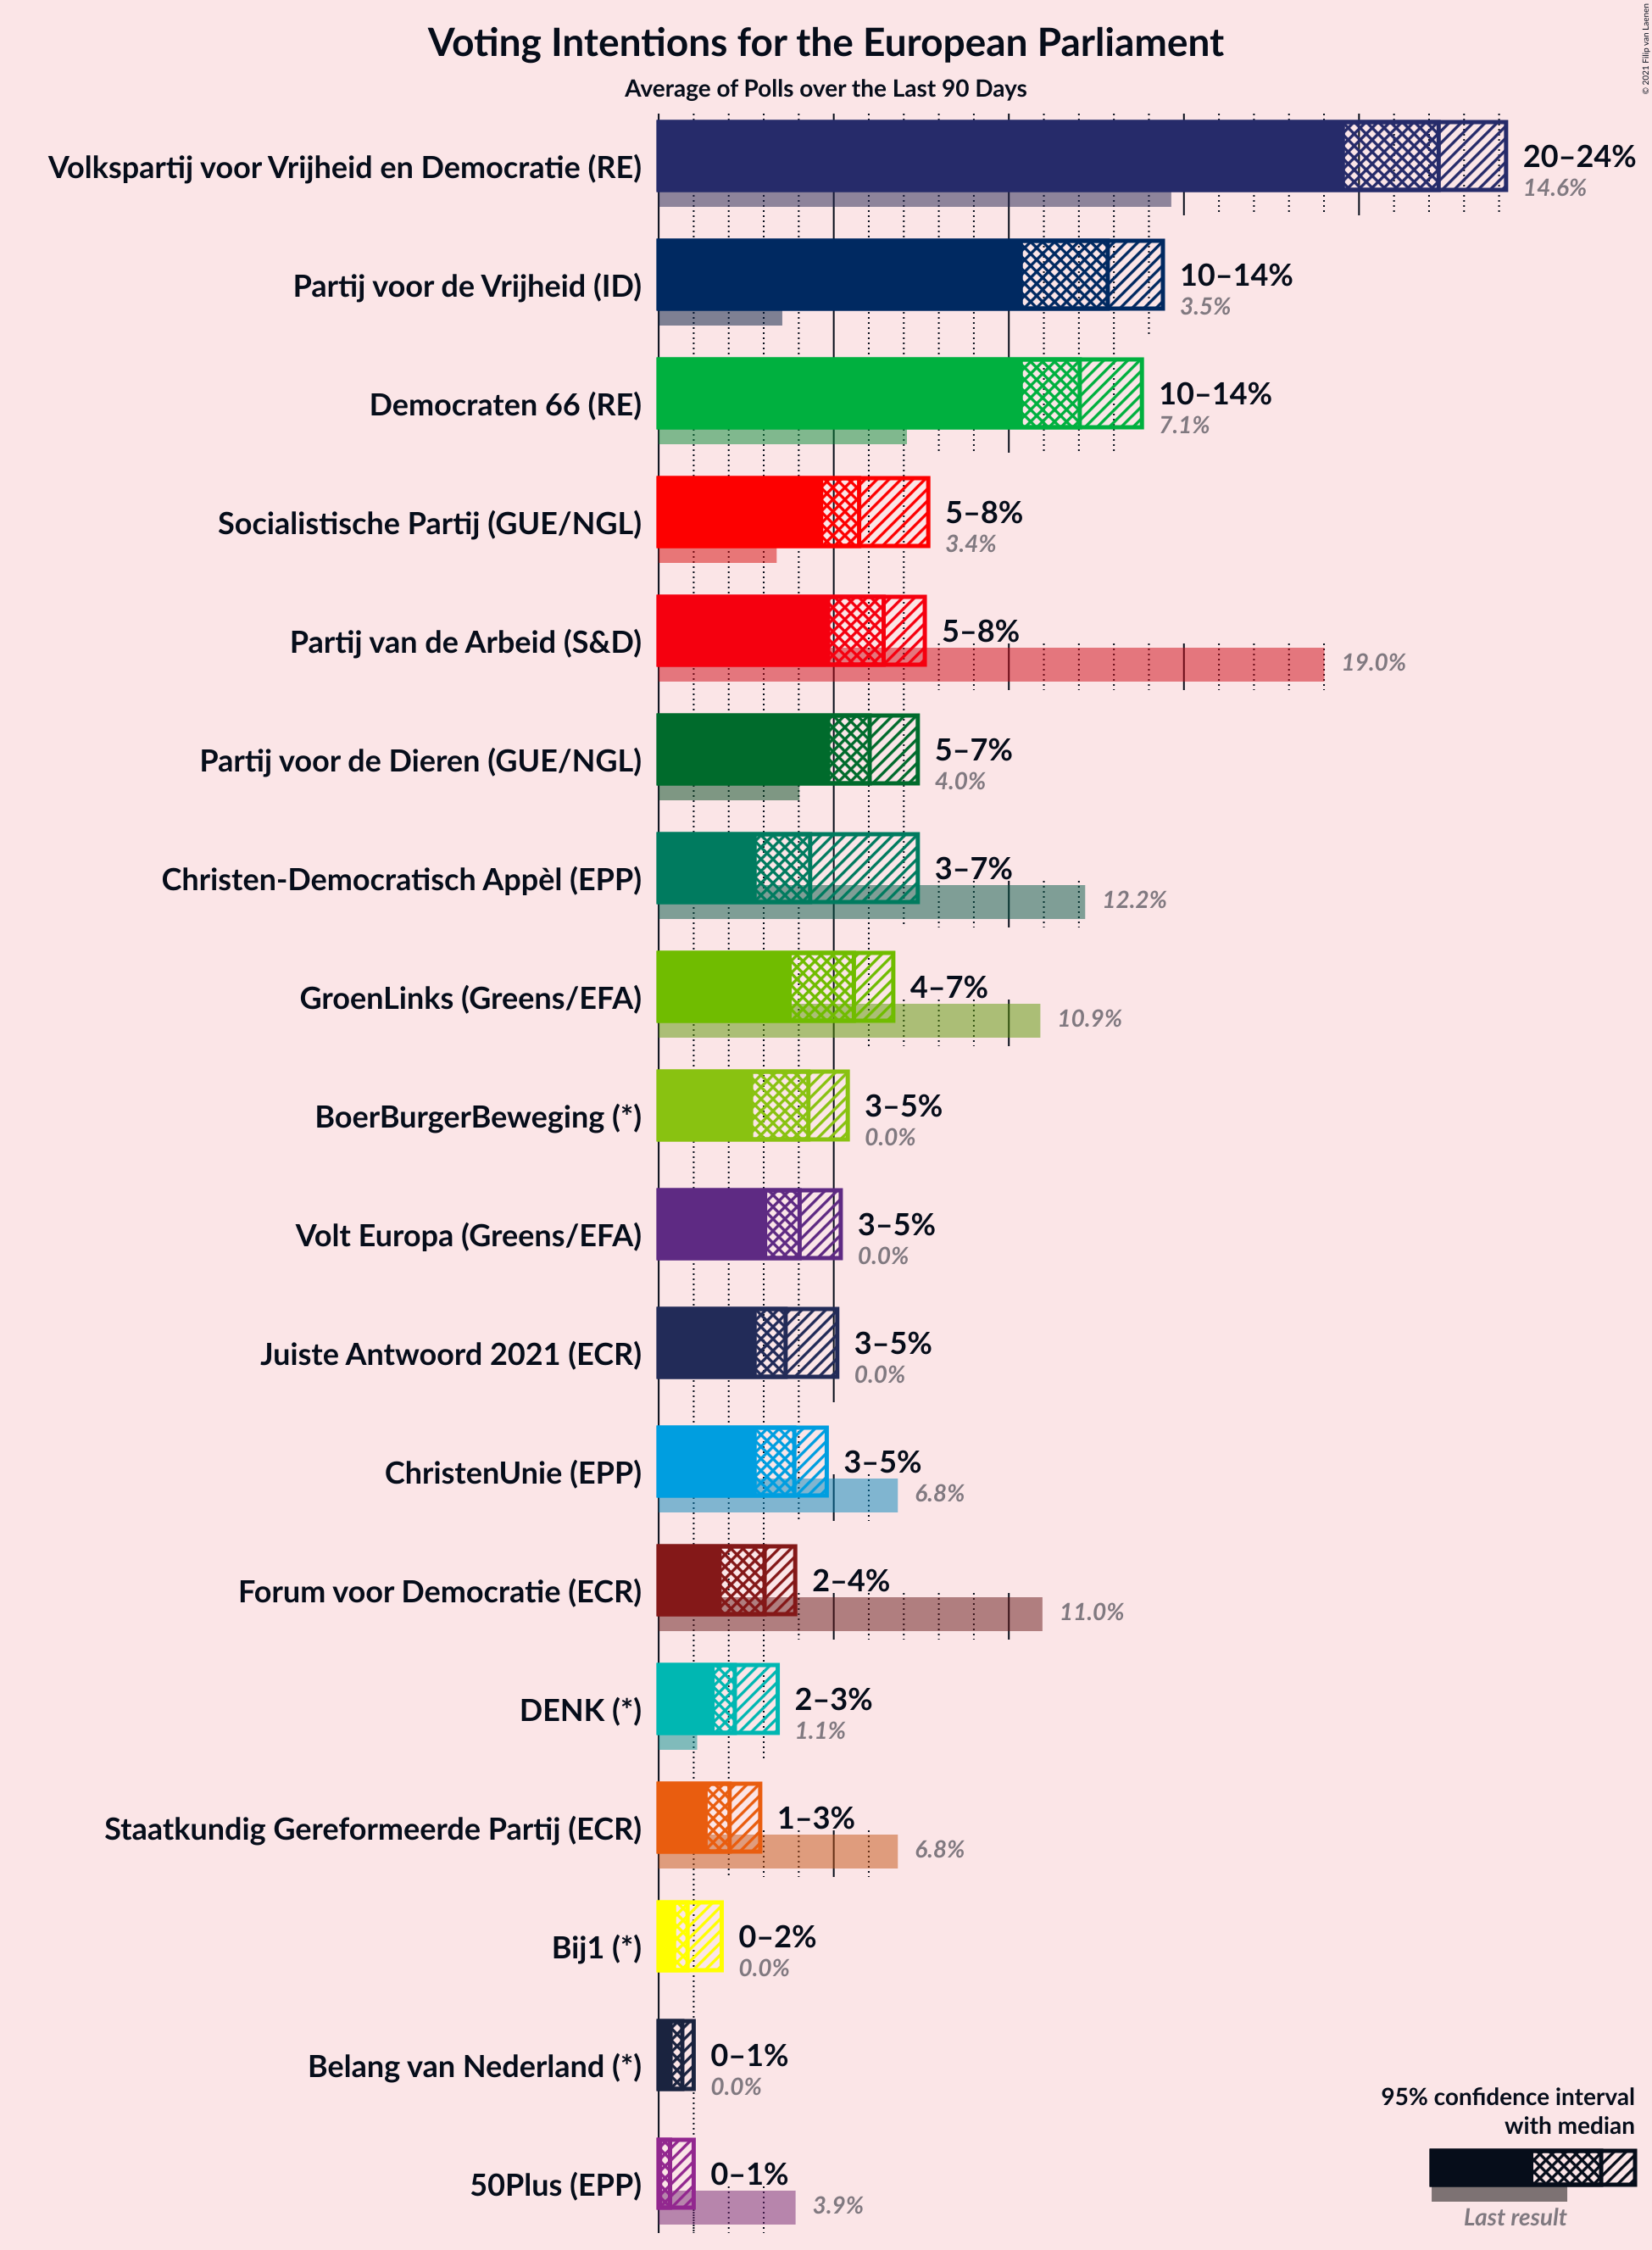 Voting Intentions for the European Parliament
Average of Polls over the Last 90 Days
© 2021 Filip van Laenen
Volkspartij voor Vrijheid en Democratie (RE)
20–24%
14.6%
Partij voor de Vrijheid (ID)
10–14%
3.5%
Democraten 66 (RE)
10–14%
7.1%
Socialistische Partij (GUE/NGL)
5–8%
3.4%
Partij van de Arbeid (S&D)
5–8%
19.0%
Partij voor de Dieren (GUE/NGL)
5–7%
4.0%
Christen-Democratisch Appèl (EPP)
3–7%
12.2%
GroenLinks (Greens/EFA)
4–7%
10.9%
BoerBurgerBeweging (*)
3–5%
0.0%
Volt Europa (Greens/EFA)
3–5%
0.0%
Juiste Antwoord 2021 (ECR)
3–5%
0.0%
ChristenUnie (EPP)
3–5%
6.8%
Forum voor Democratie (ECR)
2–4%
11.0%
DENK (*)
2–3%
1.1%
Staatkundig Gereformeerde Partij (ECR)
1–3%
6.8%
Bij1 (*)
0–2%
0.0%
Belang van Nederland (*)
0–1%
0.0%
50Plus (EPP)
0–1%
3.9%
95% confidence interval
with median
Last result